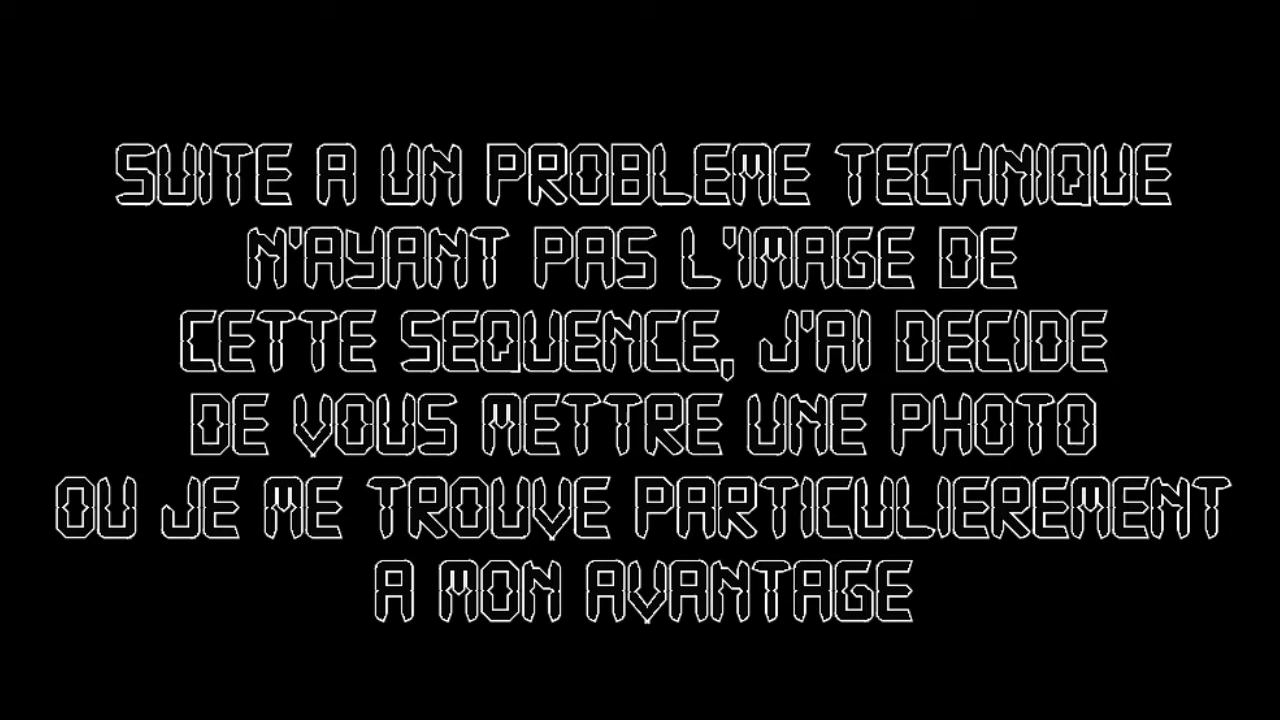 SUITE A UN PROBLEME TECHNIQUE
N'AYANT PAS L'IMAGE DE
CETTE SEQUENCE, J'AI DECIDE
DE VOUS METTRE UNE PHOTO
OU JE ME TROUVE PARTICULIEREMENT
A MON AVANTAGE